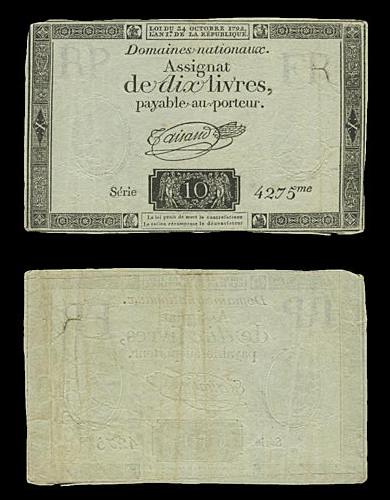 LOI DU 24 OCTOBRE 1792,
L'AN 1er DE LA RÉPUBLIQUE.
Domaines nationaux.
Assignat
de dix livres,
payable au porteur.
Taisaud
Série 10 4275me
La loi punit de mort le contrefacteur
La nation récompense le dénonciateur